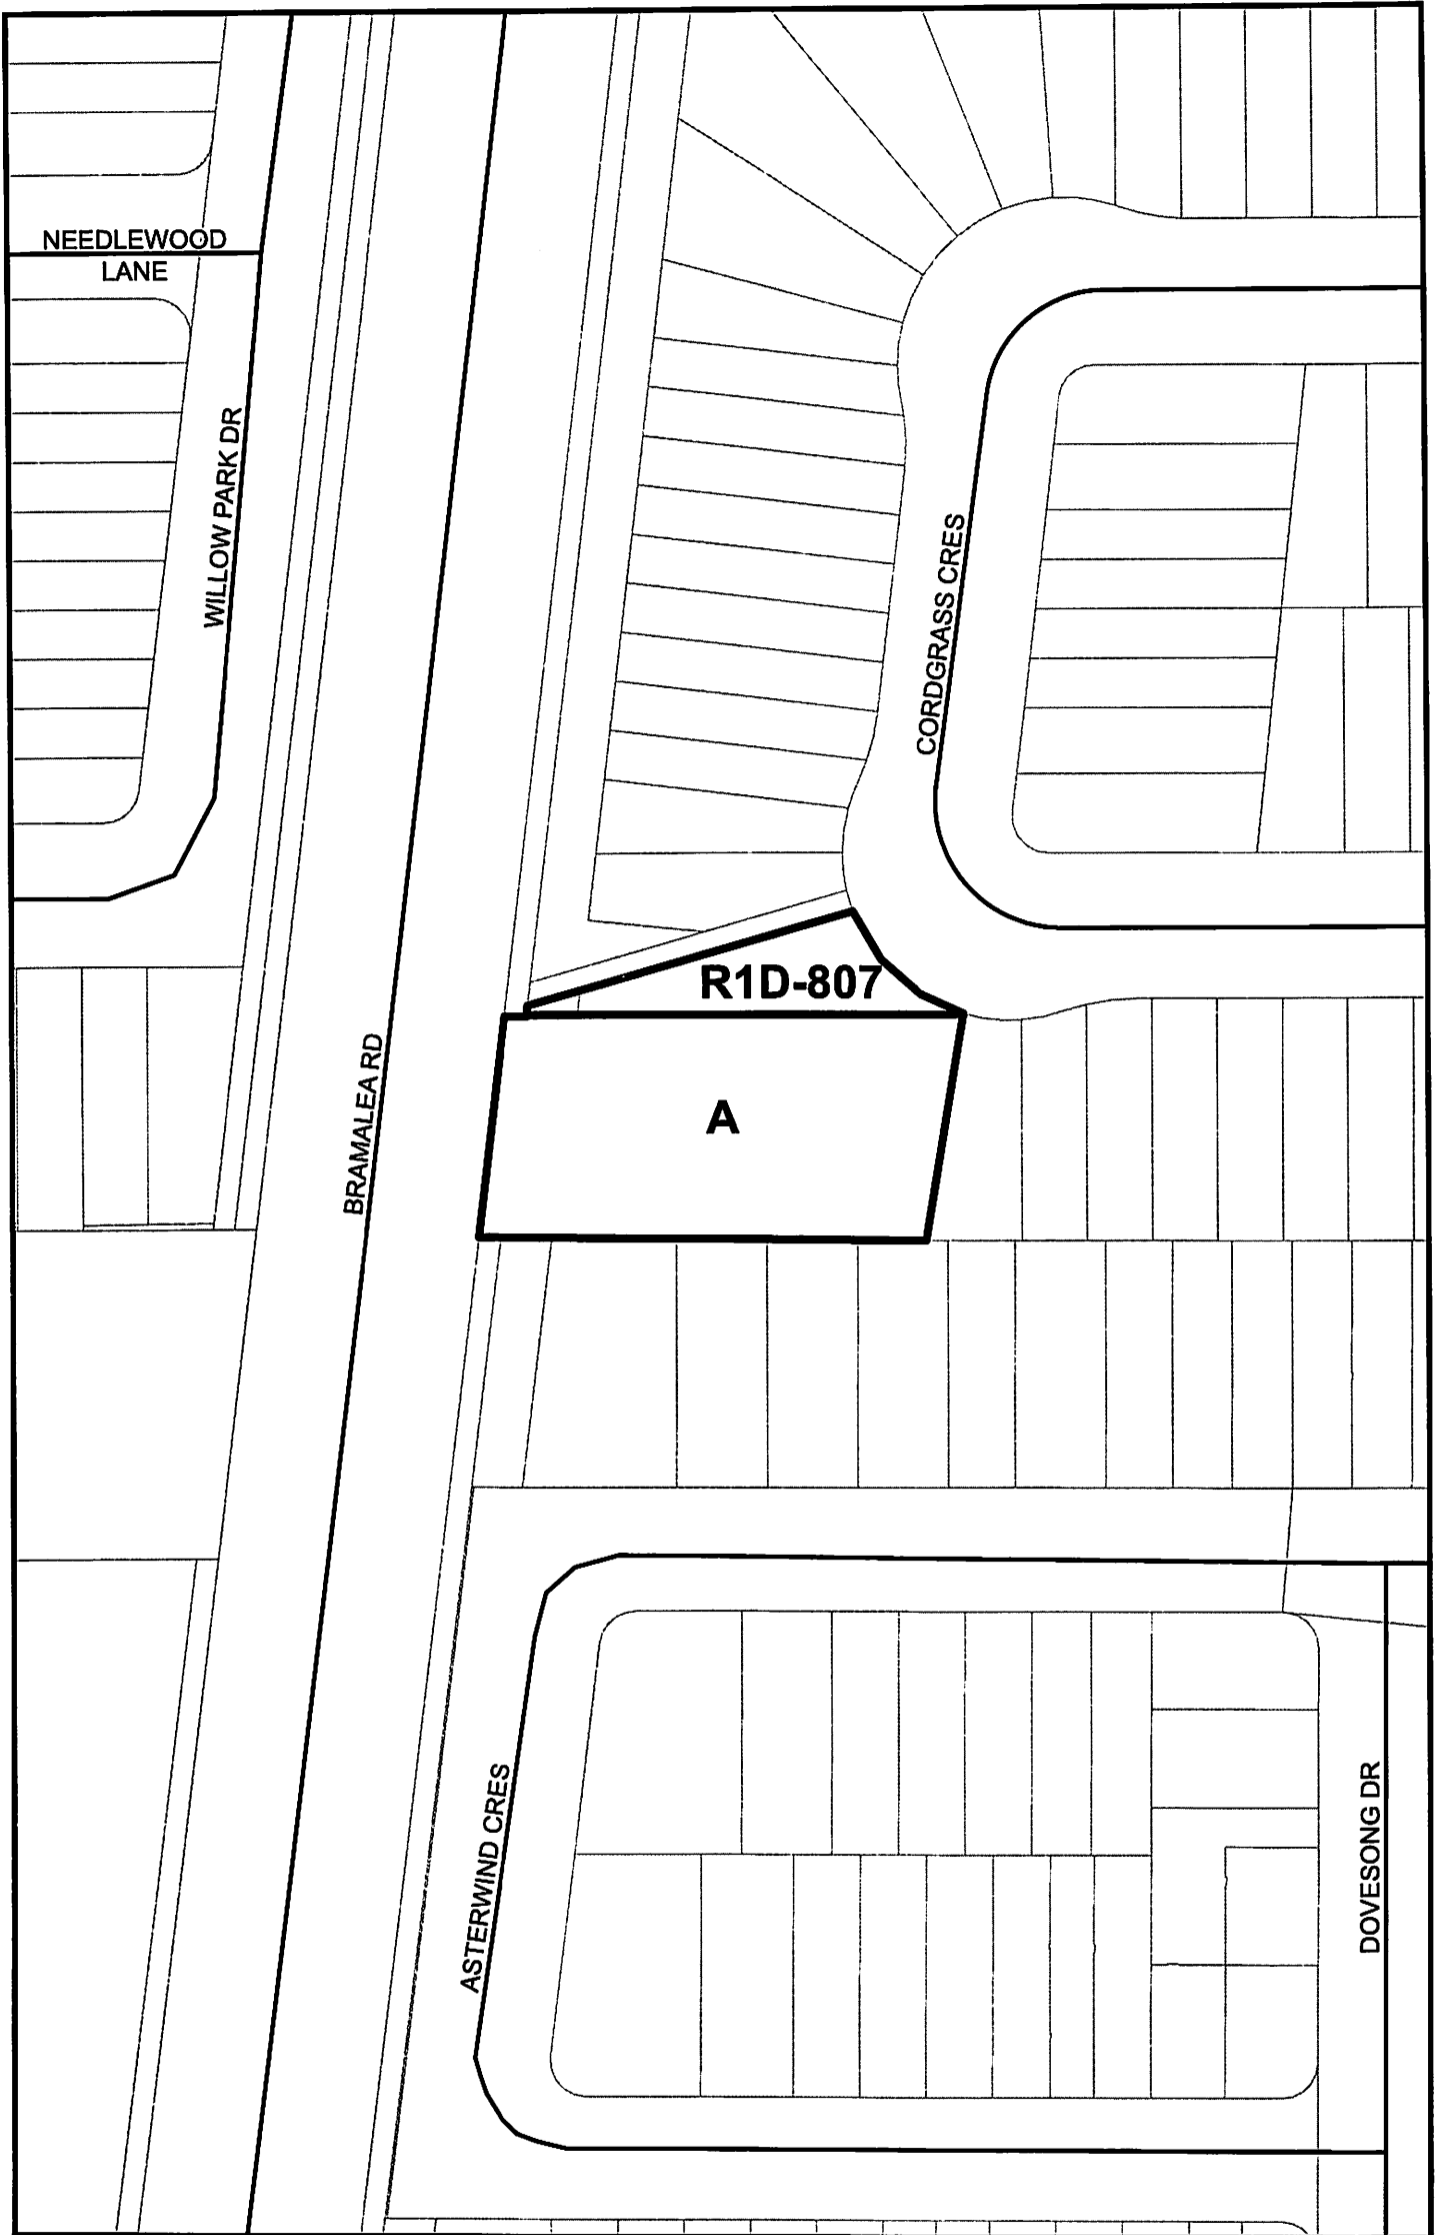 NEEDLEWOOD
LANE
WILLOW PARK DR
CORDGRASS CRES
R1D-807
BRAMALEA RD
A
ASTERWIND CRES
DOVESONG DR